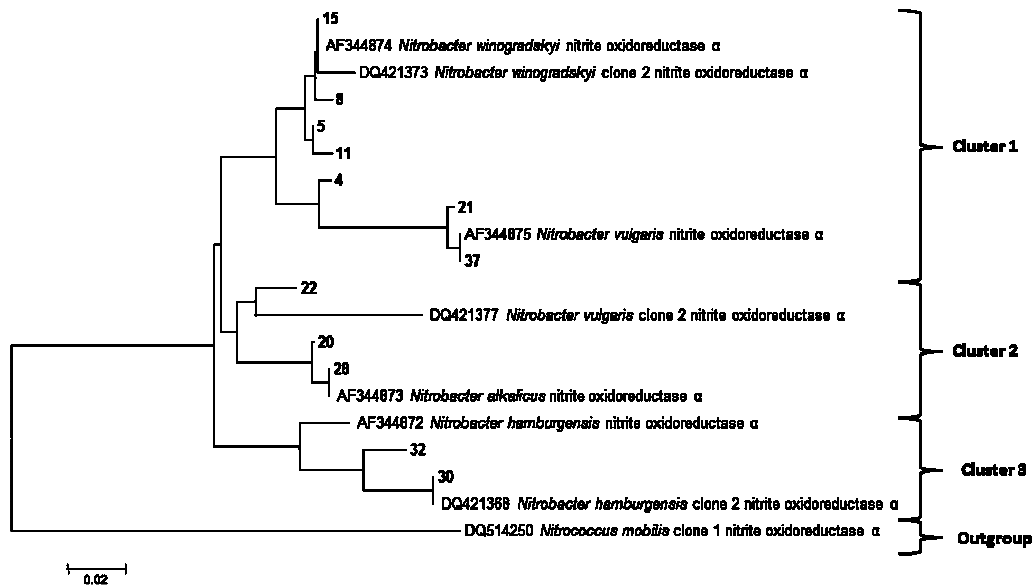 15
AF344874 Nitrobacter winogradskyi nitrite oxidoreductase α
DQ421373 Nitrobacter winogradskyi clone 2 nitrite oxidoreductase α
8
5
11
Cluster 1
4
21
AF344875 Nitrobacter vulgaris nitrite oxidoreductase α
37
22
DQ421377 Nitrobacter vulgaris clone 2 nitrite oxidoreductase α
20
Cluster 2
28
AF344873 Nitrobacter alkalicus nitrite oxidoreductase α
AF344872 Nitrobacter hamburgensis nitrite oxidoreductase α
32
Cluster 3
30
DQ421368 Nitrobacter hamburgensis clone 2 nitrite oxidoreductase α
DQ514250 Nitrococcus mobilis clone 1 nitrite oxidoreductase α
Outgroup
0.02